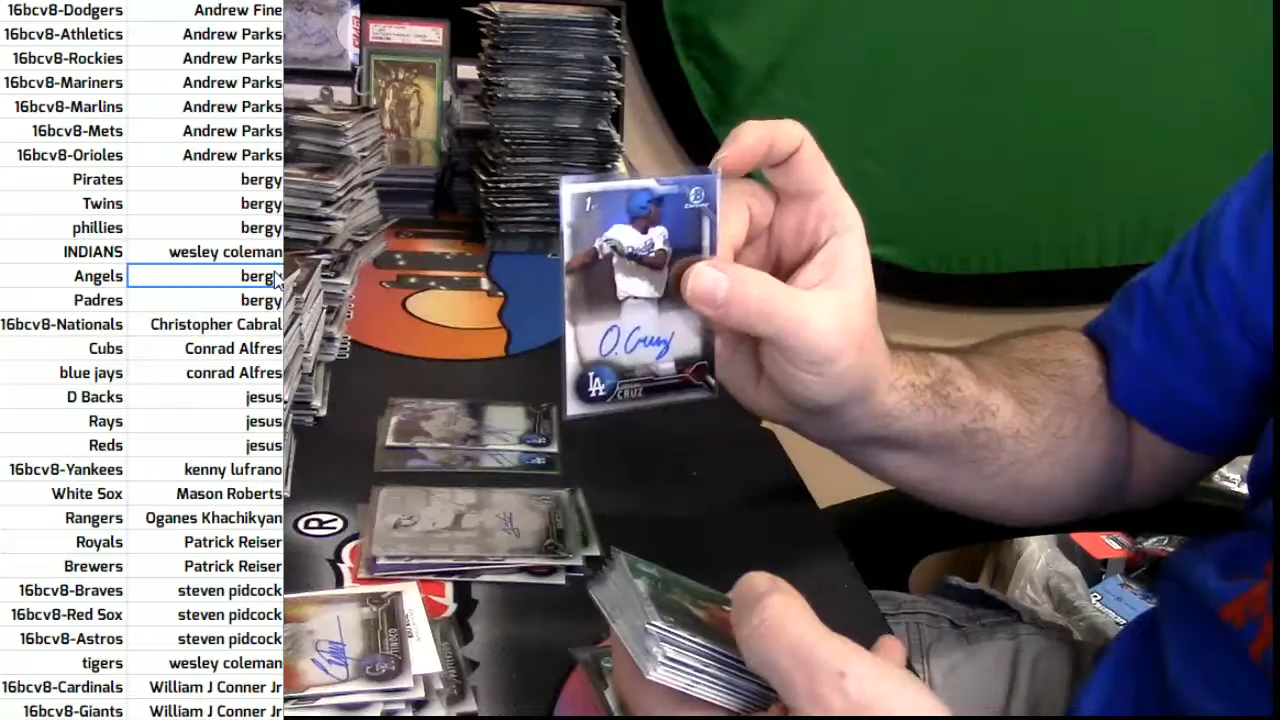 16bcv8-Dodgers Andrew Fine
16bcv8-Athletics Andrew Parks
16bcv8-Rockies Andrew Parks
16bcv8-Mariners Andrew Parks
16bcv8-Marlins Andrew Parks
16bcv8-Mets Andrew Parks
16bcv8-Orioles Andrew Parks
Pirates bergy
Twins bergy
phillies bergy
INDIANS wesley coleman
Angels berg
Padres bergy
16bcv8-Nationals Christopher Cabral
Cubs Conrad Alfres
blue jays conrad Alfres
D Backs jesus
Rays jesus
Reds jesus
16bcv8-Yankees kenny lufrano
White Sox Mason Roberts
Rangers Oganes Khachikyan
Royals Patrick Reiser
Brewers Patrick Reiser
16bcv8-Braves steven pidcock
16bcv8-Red Sox steven pidcock
16bcv8-Astros steven pidcock
tigers wesley coleman
16bcv8-Cardinals William J Conner Jr
16bcv8-Giants William J Conner Jr
1st
Dodgers
O. Cruz
LA
CRUZ
®
TINOCO